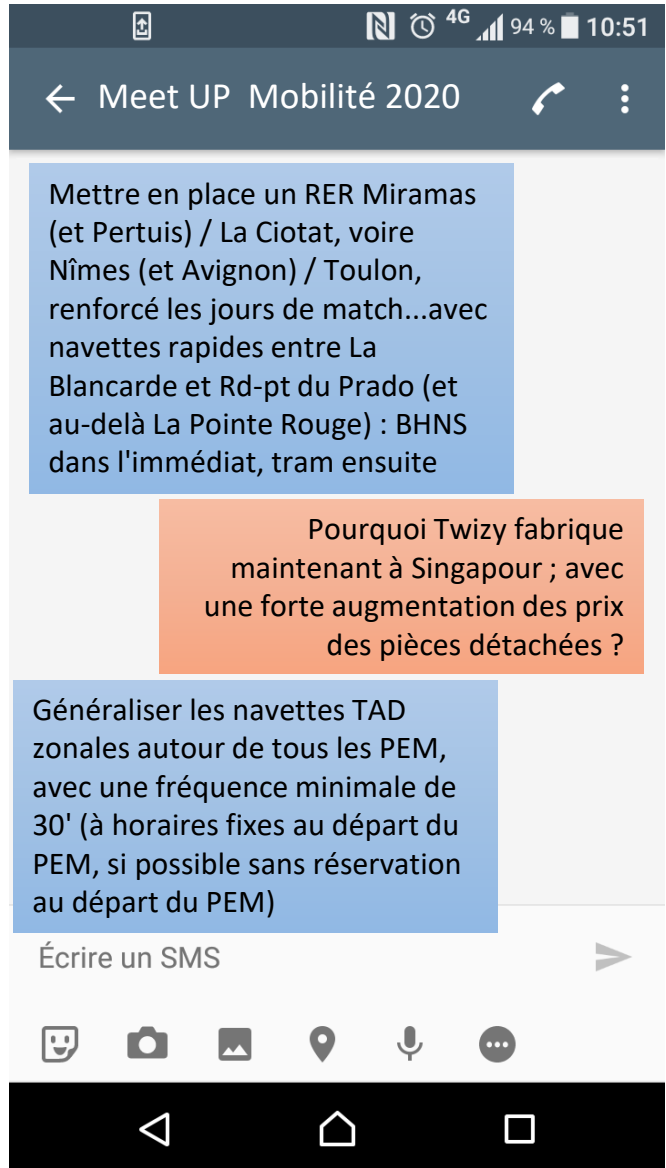 4G 94 % 10:51
Meet UP Mobilité 2020
Mettre en place un RER Miramas
(et Pertuis) / La Ciotat, voire
Nîmes (et Avignon) / Toulon,
renforcé les jours de match...avec
navettes rapides entre La
Blancarde et Rd-pt du Prado (et
au-delà La Pointe Rouge) : BHNS
dans l'immédiat, tram ensuite
Pourquoi Twizy fabrique
maintenant à Singapour ; avec
une forte augmentation des prix
des pièces détachées ?
Généraliser les navettes TAD
zonales autour de tous les PEM,
avec une fréquence minimale de
30' (à horaires fixes au départ du
PEM, si possible sans réservation
au départ du PEM)
Écrire un SMS